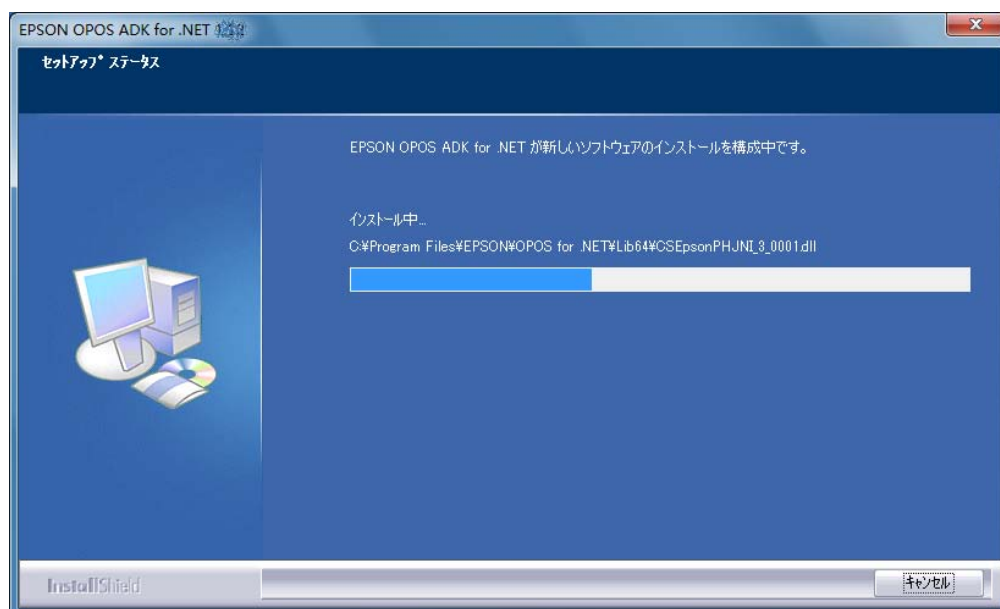 EPSON OPOS ADK for .NET
セットアップ ステータス
EPSON OPOS ADK for .NET が新しいソフトウェアのインストールを構成中です。
インストール中...
C:¥Program Files¥EPSON¥OPOS for .NET¥Lib64¥CSEpsonPHJNI_3_0001.dll
InstallShield
キャンセル